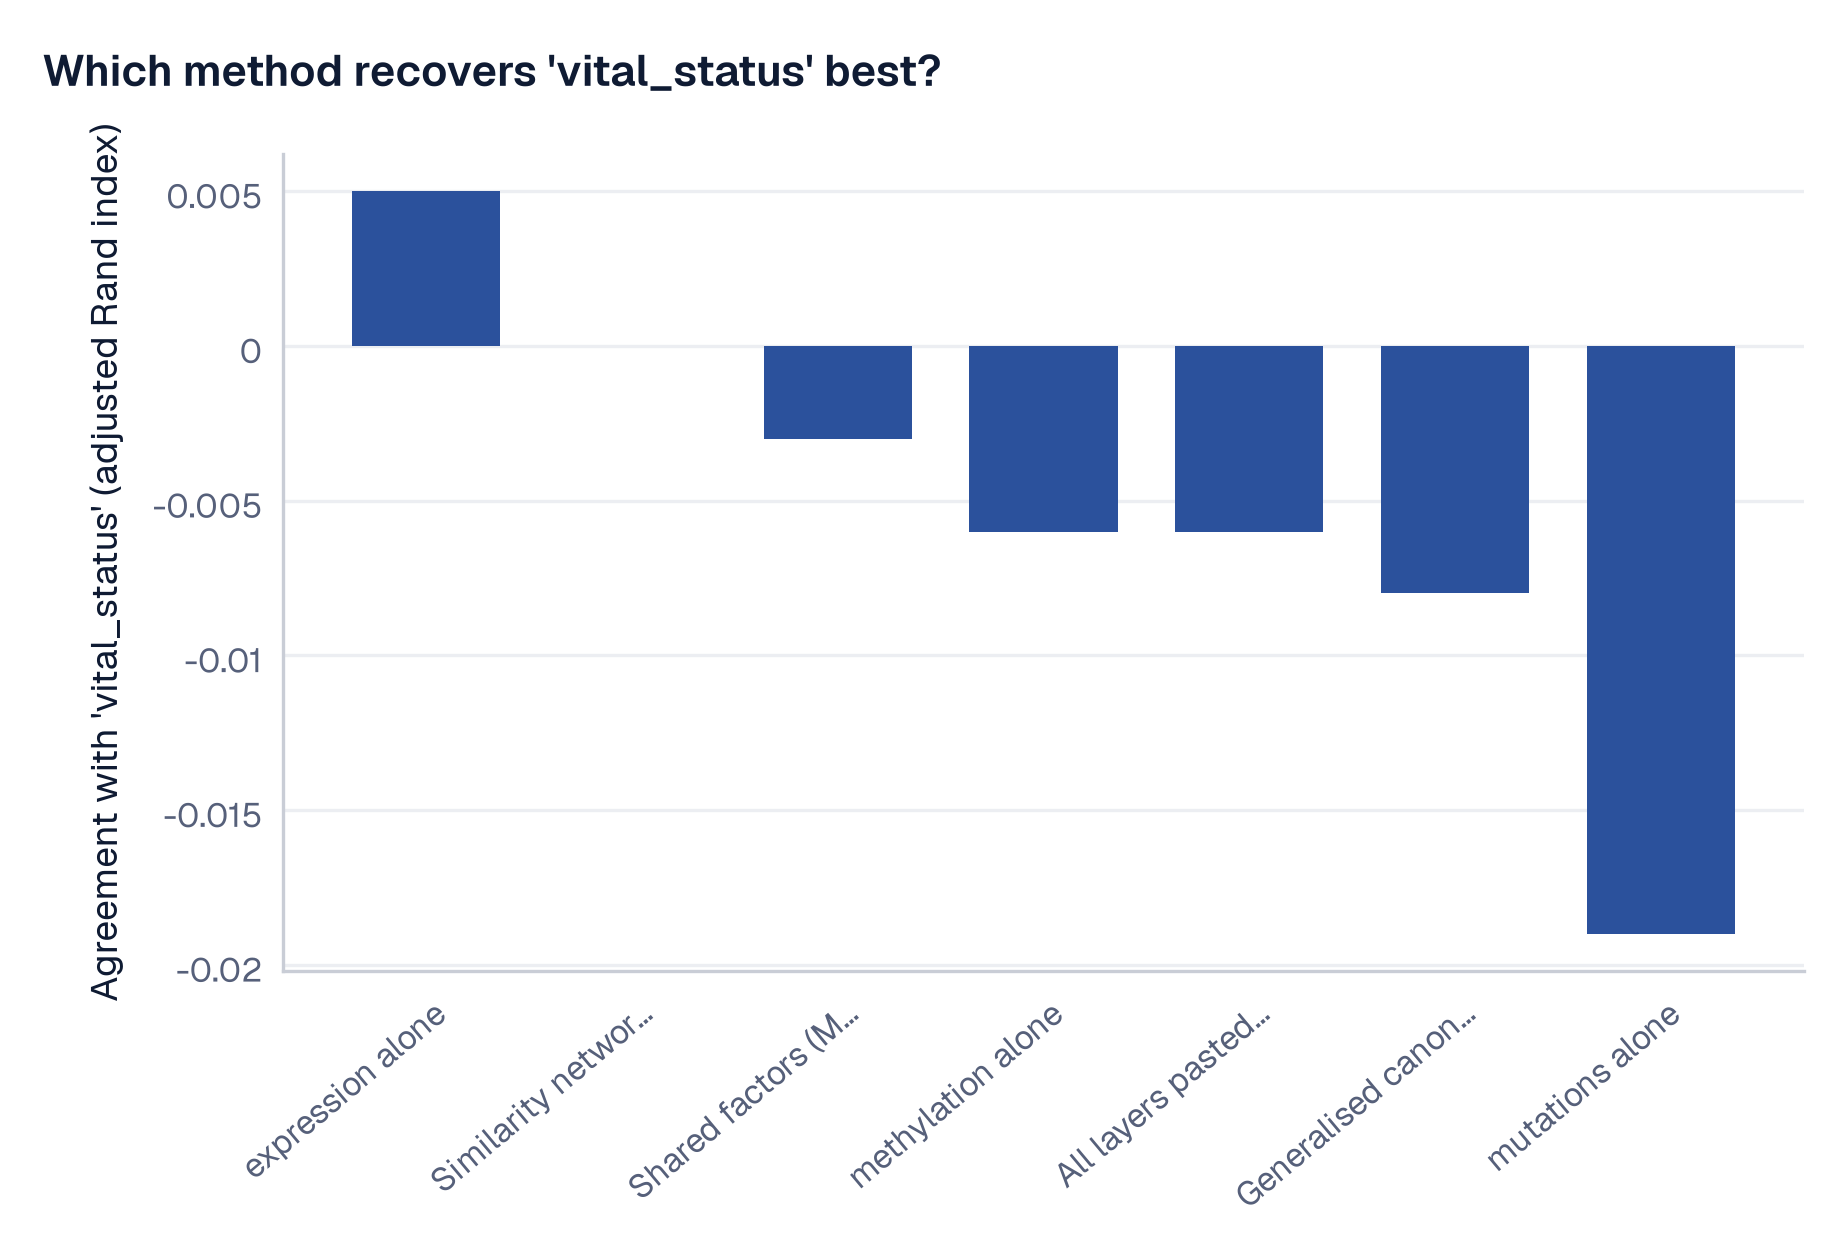 Which method recovers 'vital_status' best?
Agreement with 'vital_status' (adjusted Rand index)
0.005
0
-0.005
-0.01
-0.015
-0.02
expression alone
Similarity networ...
Shared factors (M...
methylation alone
All layers pasted...
Generalised canon...
mutations alone